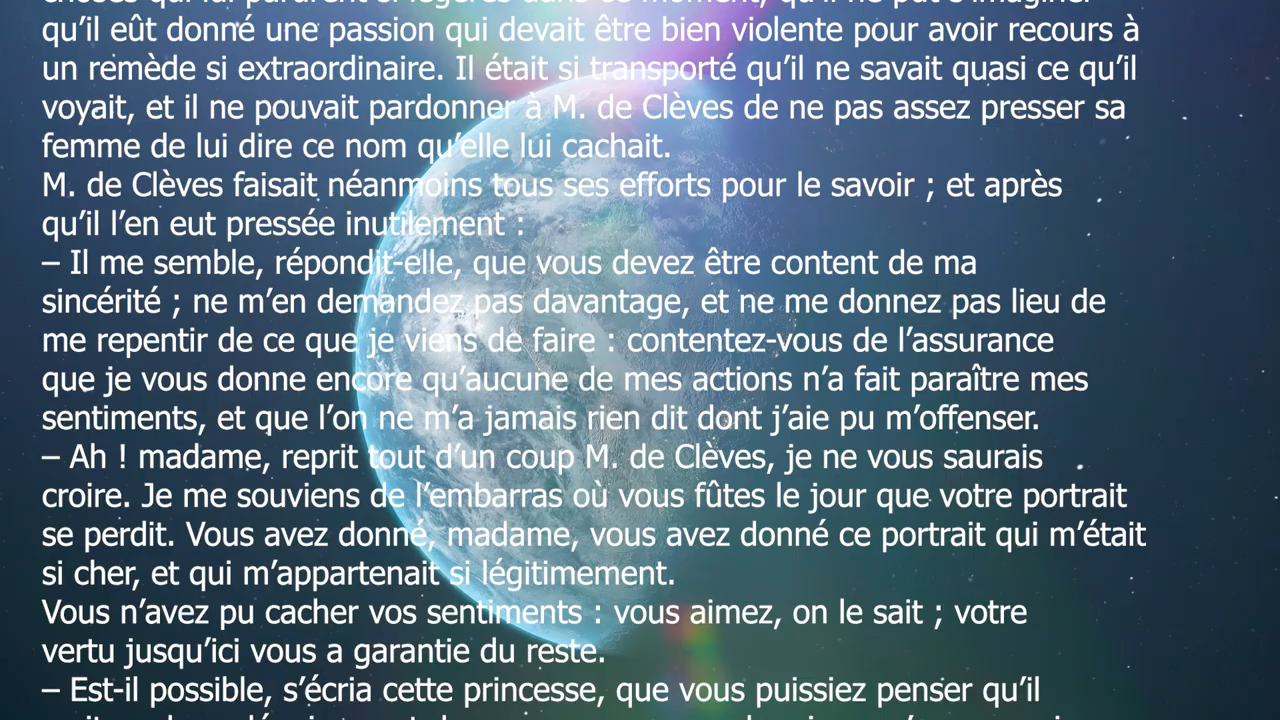 qu'il eût donné une passion qui devait être bien violente pour avoir recours à
un remède si extraordinaire. Il était si transporté qu'il ne savait quasi ce qu'il
voyait, et il ne pouvait pardonner à M. de Clèves de ne pas assez presser sa
femme de lui dire ce nom qu'elle lui cachait.
M. de Clèves faisait néanmoins tous ses efforts pour le savoir ; et après
qu'il l'en eut pressée inutilement :
– Il me semble, répondit-elle, que vous devez être content de ma
sincérité ; ne m'en demandez pas davantage, et ne me donnez pas lieu de
me repentir de ce que je viens de faire : contentez-vous de l'assurance
que je vous donne encore qu'aucune de mes actions n'a fait paraître mes
sentiments, et que l'on ne m'a jamais rien dit dont j'aie pu m'offenser.
– Ah ! madame, reprit tout d'un coup M. de Clèves, je ne vous saurais
croire. Je me souviens de l'embarras où vous fûtes le jour que votre portrait
se perdit. Vous avez donné, madame, vous avez donné ce portrait qui m'était
si cher, et qui m'appartenait si légitimement.
Vous n'avez pu cacher vos sentiments : vous aimez, on le sait ; votre
vertu jusqu'ici vous a garantie du reste.
– Est-il possible, s'écria cette princesse, que vous puissiez penser qu'il